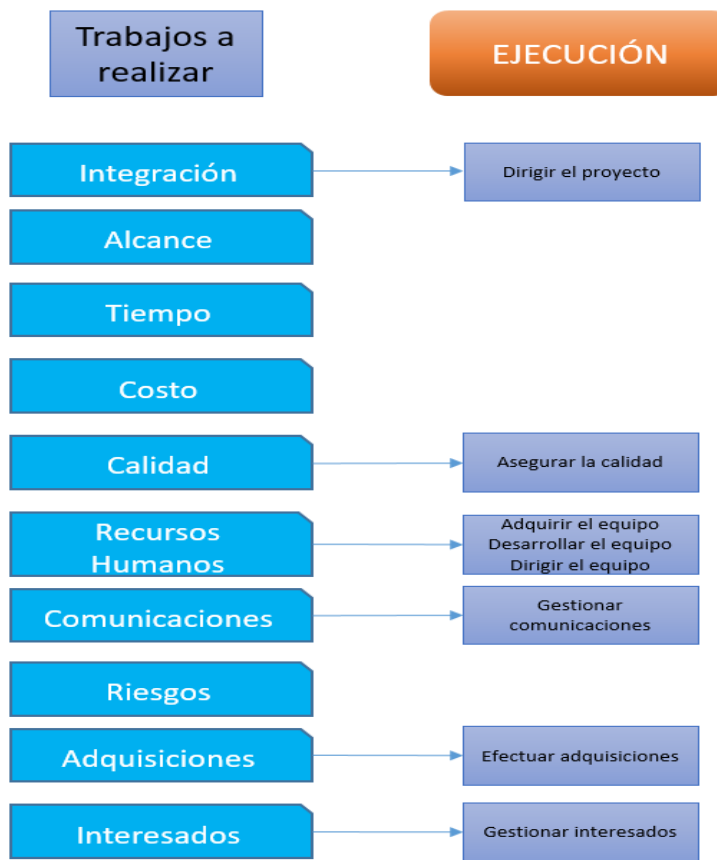 Trabajos a
realizar
EJECUCIÓN
Integración
Dirigir el proyecto
Alcance
Tiempo
Costo
Calidad
Asegurar la calidad
Recursos
Humanos
Adquirir el equipo
Desarrollar el equipo
Dirigir el equipo
Comunicaciones
Gestionar
comunicaciones
Riesgos
Adquisiciones
Efectuar adquisiciones
Interesados
Gestionar interesados